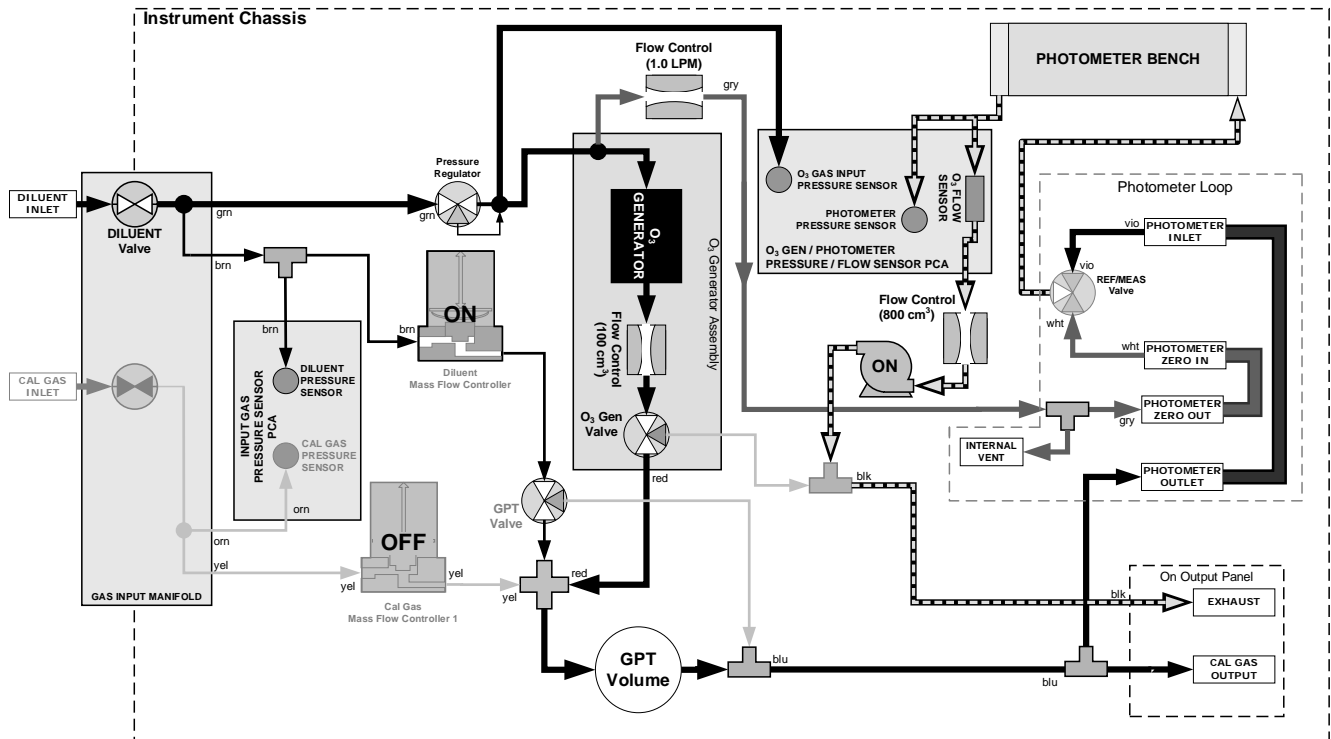 Instrument Chassis
Flow Control
(1.0 LPM)
gry
PHOTOMETER BENCH
Pressure
Regulator
DILUENT
INLET
DILUENT
Valve
grn
grn
brn
O3
GENERATOR
O3 Generator Assembly
O3 GAS INPUT
PRESSURE SENSOR
O3 FLOW
SENSOR
PHOTOMETER
PRESSURE SENSOR
O3 GEN / PHOTOMETER
PRESSURE / FLOW SENSOR PCA
Photometer Loop
vio
PHOTOMETER
INLET
vio
REF/MEAS
Valve
wht
wht
PHOTOMETER
ZERO IN
PHOTOMETER
ZERO OUT
gry
INTERNAL
VENT
PHOTOMETER
OUTLET
ON
brn
brn
Diluent
Mass Flow Controller
Flow Control
(100 cm3)
Flow Control
(800 cm3)
ON
CAL GAS
INLET
DILUENT
PRESSURE
SENSOR
INPUT GAS
PRESSURE SENSOR
PCA
CAL GAS
PRESSURE
SENSOR
O3 Gen
Valve
red
blk
orn
orn
yel
GPT
Valve
OFF
yel
yel
yel
red
Cal Gas
Mass Flow Controller 1
GAS INPUT MANIFOLD
GPT
Volume
blu
blu
On Output Panel
blk
EXHAUST
CAL GAS
OUTPUT